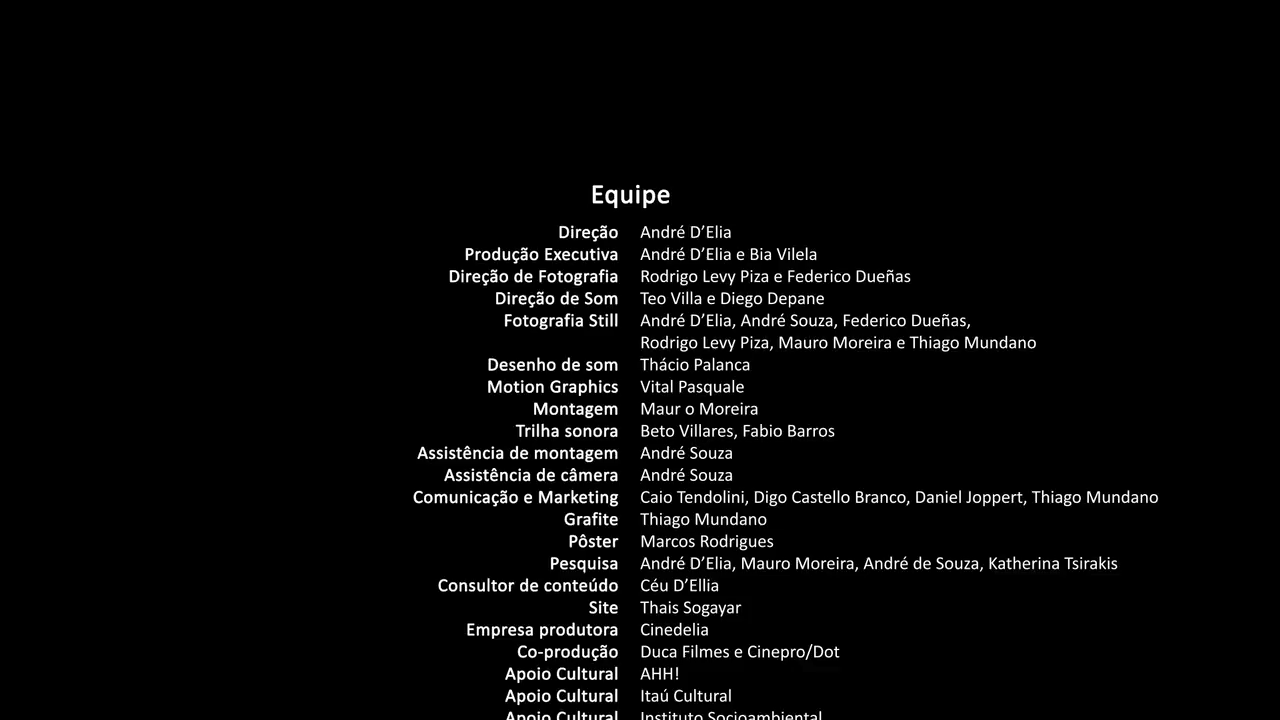 Equipe
Direção André D’Elia
Produção Executiva André D’Elia e Bia Vilela
Direção de Fotografia Rodrigo Levy Piza e Federico Dueñas
Direção de Som Teo Villa e Diego Depane
Fotografia Still André D’Elia, André Souza, Federico Dueñas,
Rodrigo Levy Piza, Mauro Moreira e Thiago Mundano
Desenho de som Thácio Palanca
Motion Graphics Vital Pasquale
Montagem Maur o Moreira
Trilha sonora Beto Villares, Fabio Barros
Assistência de montagem André Souza
Assistência de câmera André Souza
Comunicação e Marketing Caio Tendolini, Digo Castello Branco, Daniel Joppert, Thiago Mundano
Grafite Thiago Mundano
Pôster Marcos Rodrigues
Pesquisa André D’Elia, Mauro Moreira, André de Souza, Katherina Tsirakis
Consultor de conteúdo Céu D’Ellia
Site Thais Sogayar
Empresa produtora Cinedelia
Co-produção Duca Filmes e Cinepro/Dot
Apoio Cultural AHH!
Apoio Cultural Itaú Cultural
Apoio Cultural Instituto Socioambiental